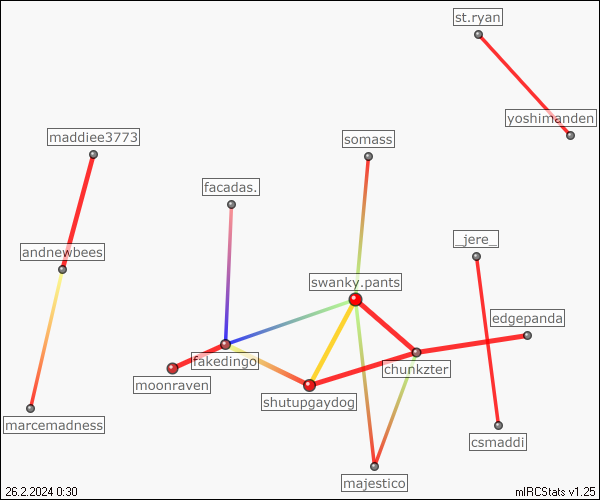 st.ryan
yoshimanden
maddiee3773
somass
facadas.
andnewbees
_jere_
swanky.pants
edgepanda
fakedingo
chunkzter
moonraven
shutupgaydog
marcemadness
csmaddi
majestico
26.2.2024 0:30
mIRCStats v1.25